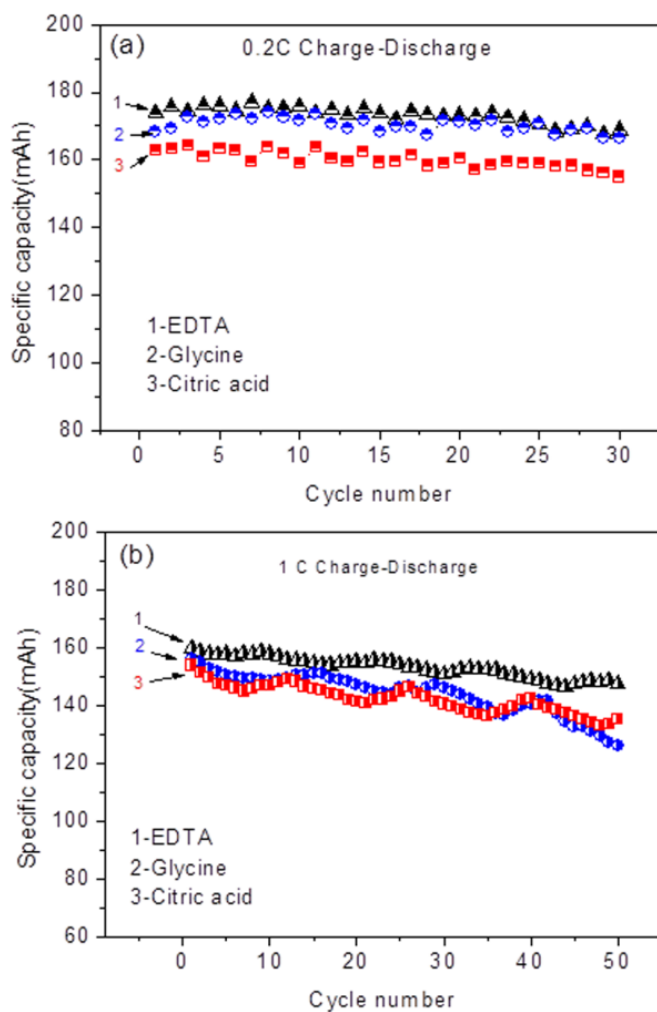 (a)
0.2C Charge-Discharge
200
180
160
140
120
100
80
1
2
3
1-EDTA
2-Glycine
3-Citric acid
0
5
10
15
20
25
30
Specific capacity(mAh)
Cycle number
(b)
1 C Charge-Discharge
200
180
160
140
120
100
80
60
1
2
3
1-EDTA
2-Glycine
3-Citric acid
0
10
20
30
40
50
Specific capacity(mAh)
Cycle number